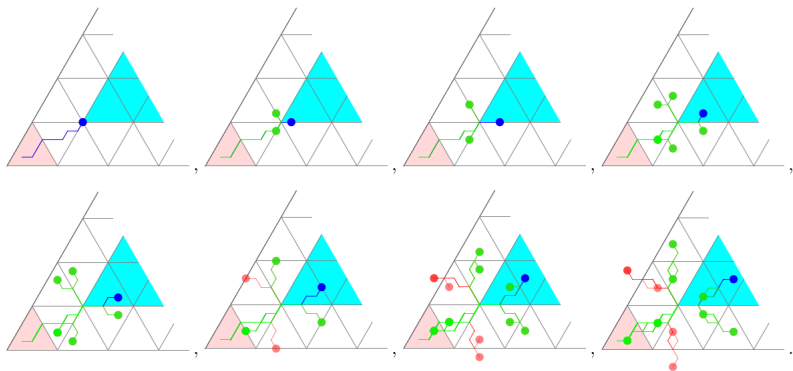 , , , ,
, , , .